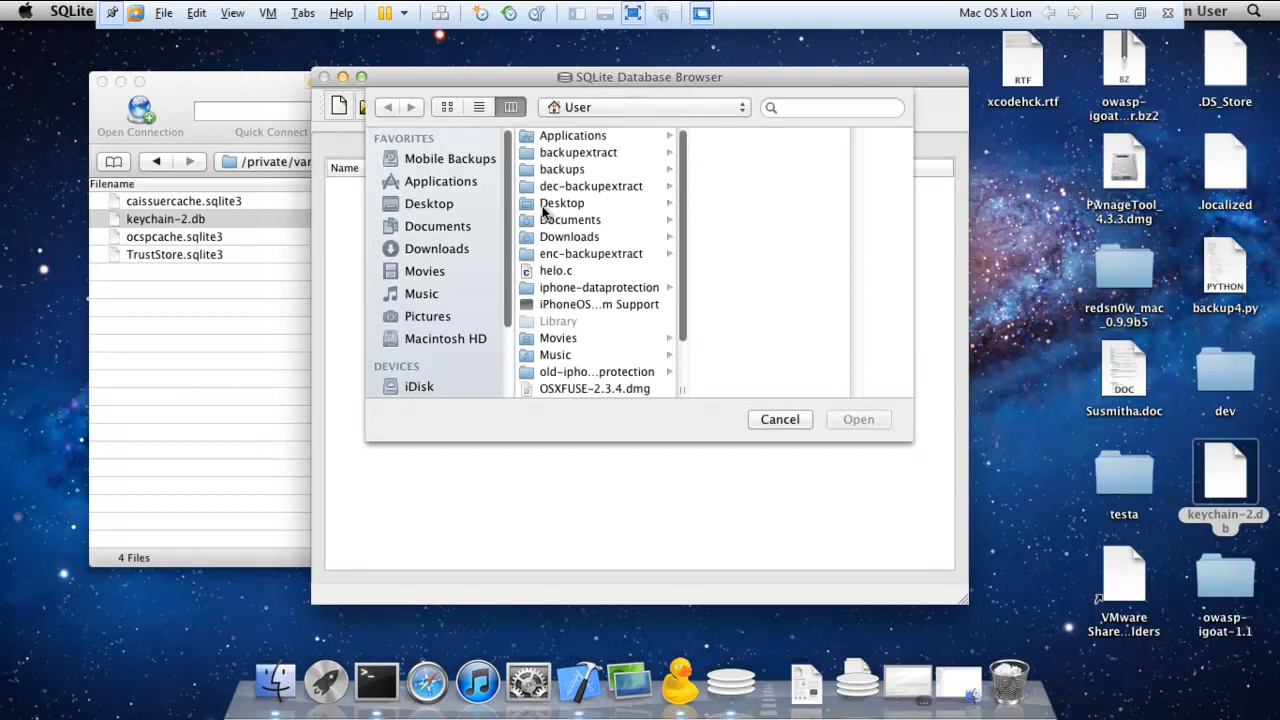 SQLite
File Edit View VM Tabs Help
Mac OS X Lion
n User
SQLite Database Browser
Open Connection
Quick Connect
/private/var
Filename
caissuercache.sqlite3
keychain-2.db
ocspcache.sqlite3
TrustStore.sqlite3
4 Files
Name
User
FAVORITES
Mobile Backups
Applications
Desktop
Documents
Downloads
Movies
Music
Pictures
Macintosh HD
DEVICES
iDisk
Applications
backupextract
backups
dec-backupextract
Desktop
Documents
Downloads
enc-backupextract
helo.c
iphone-dataprotection
iPhoneOS...m Support
Library
Movies
Music
old-ipho...protection
OSXFUSE-2.3.4.dmg
Cancel
Open
RTF
xcodehck.rtf
BZ
owasp-
igoat-...r.bz2
.DS_Store
PwnageTool_
4.3.3.dmg
.localized
redsn0w_mac
_0.9.9b5
PYTHON
backup4.py
DOC
Susmitha.doc
dev
testa
keychain-2.d
b
VMware
Share...lders
owasp-
igoat-1.1